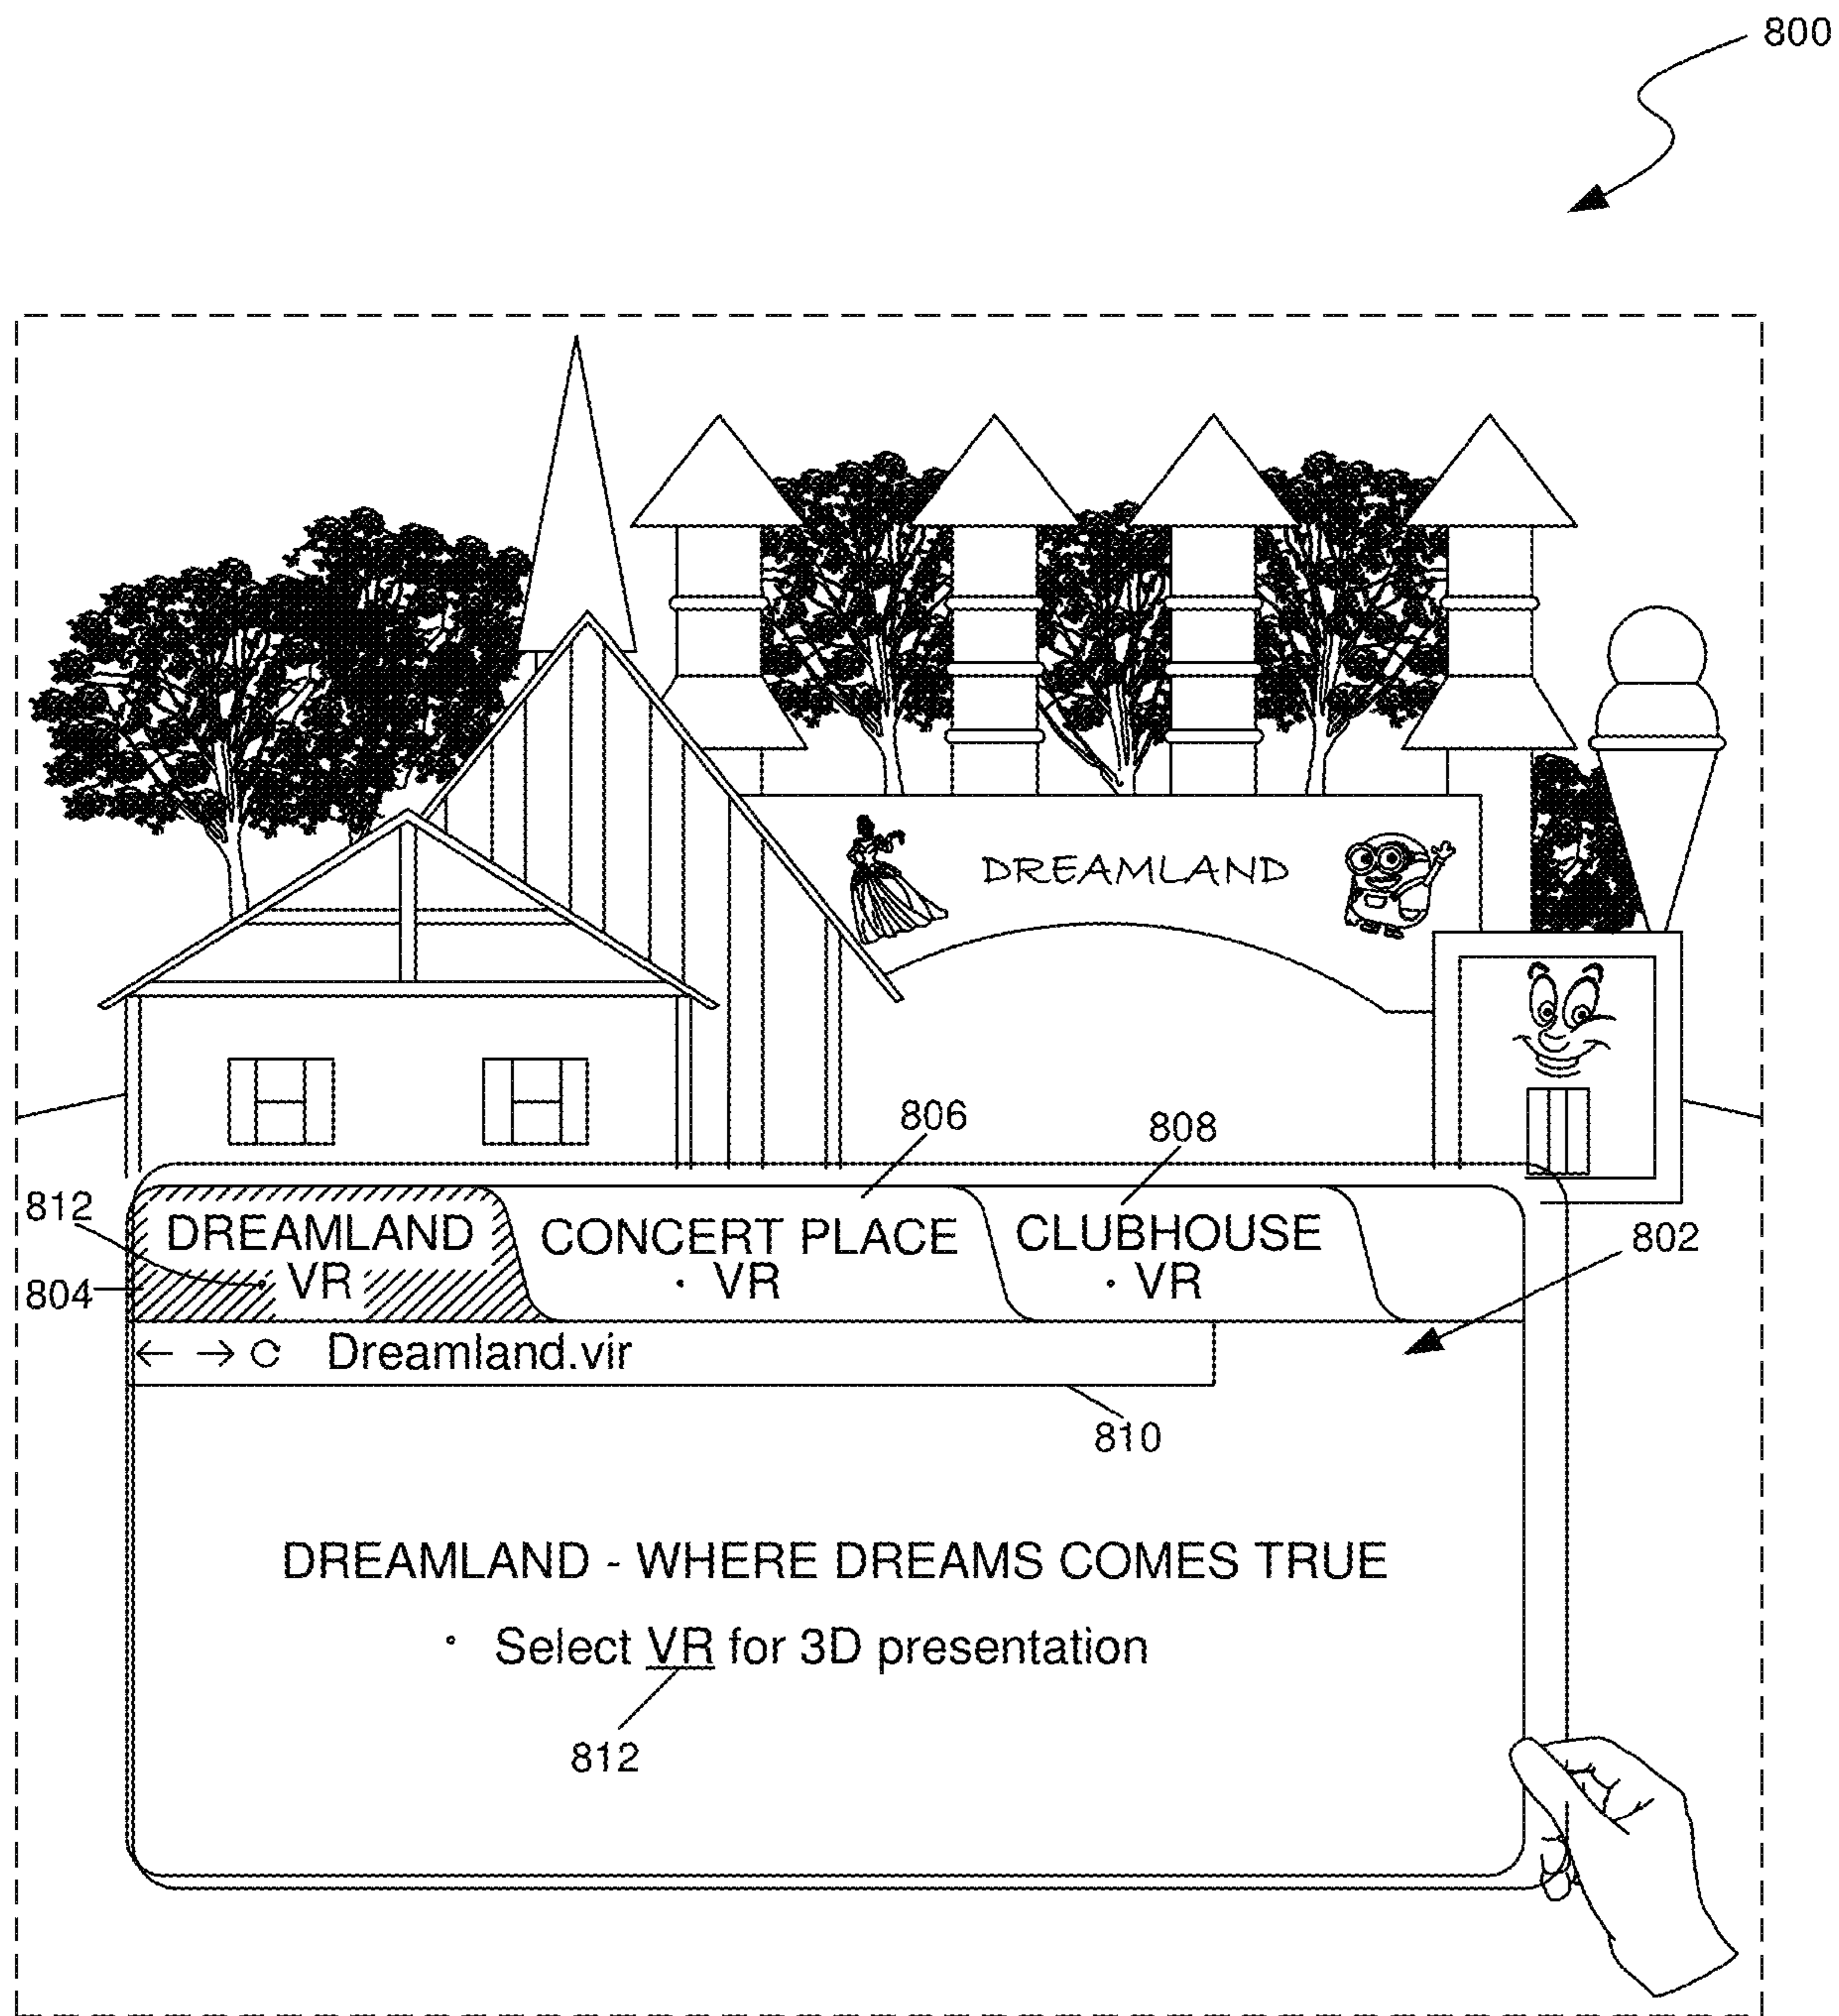 800
DREAMLAND
806
808
812
DREAMLAND
CONCERT PLACE
CLUBHOUSE
802
804
VR
• VR
• VR
← → Dreamland.vir
810
DREAMLAND - WHERE DREAMS COMES TRUE
• Select VR for 3D presentation
812